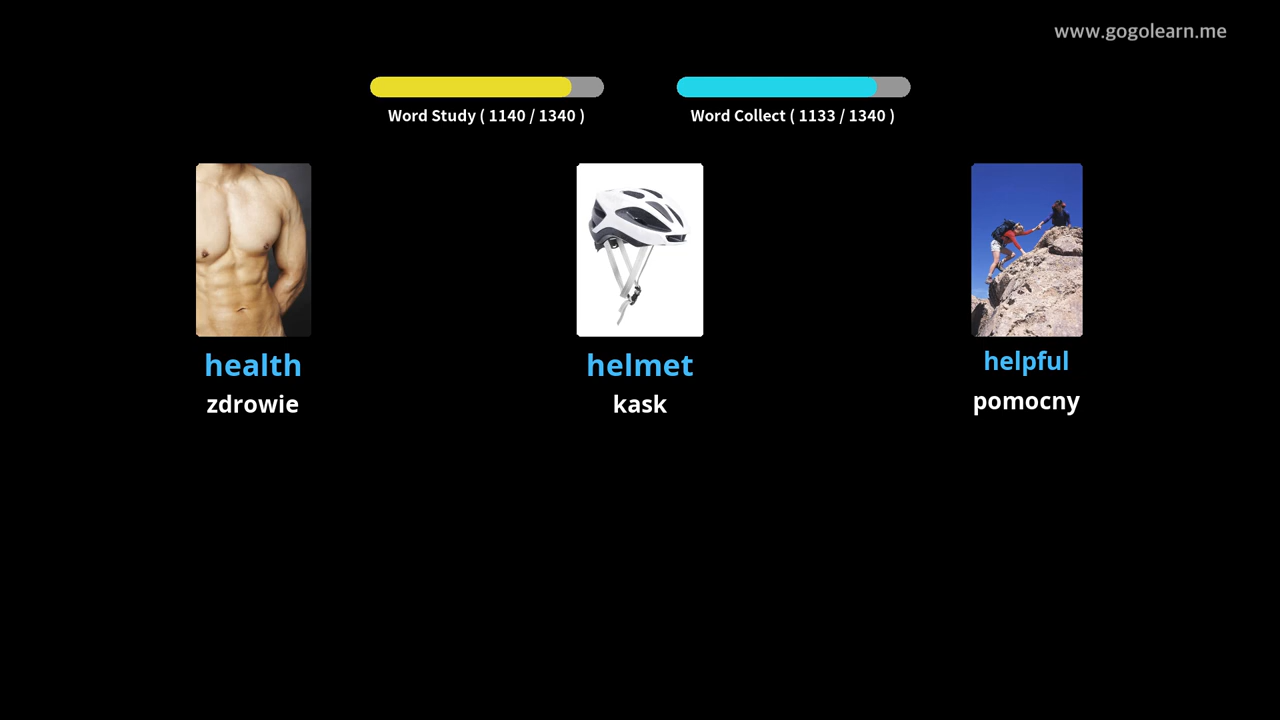 www.gogolearn.me
Word Study ( 1140 / 1340 )
Word Collect ( 1133 / 1340 )
health
helmet
helpful
zdrowie
kask
pomocny